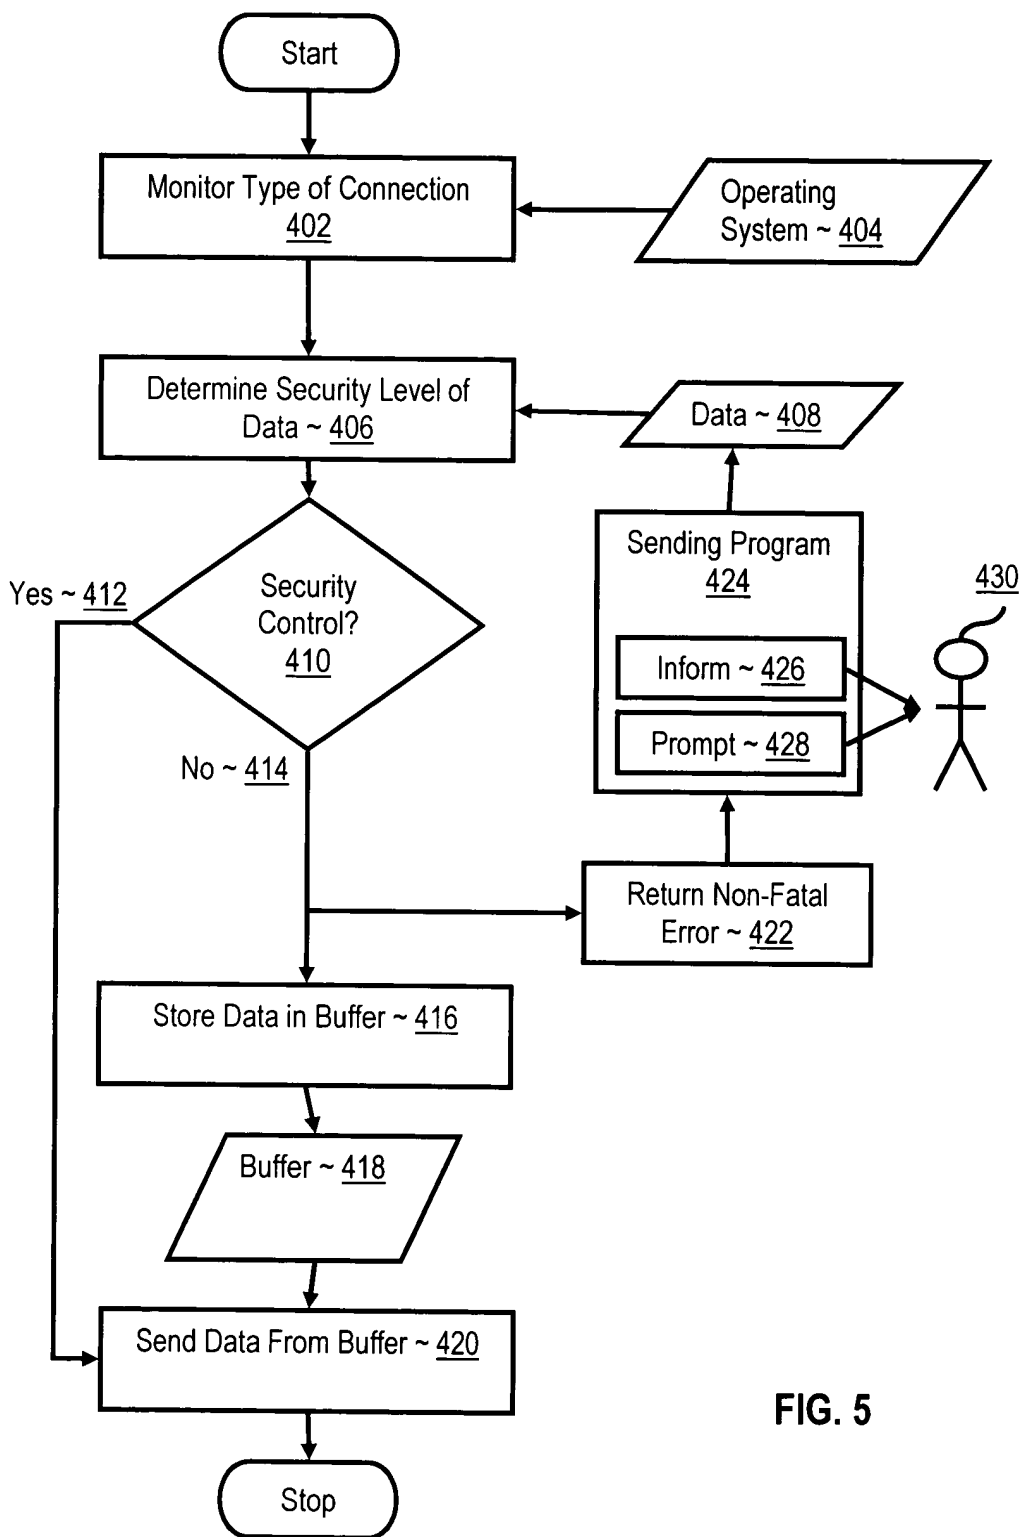 Start
Monitor Type of Connection
402
Operating
System ~ 404
Determine Security Level of
Data ~ 406
Data ~ 408
Security
Control?
410
Yes ~ 412
No ~ 414
Sending Program
424
Inform ~ 426
Prompt ~ 428
430
Return Non-Fatal
Error ~ 422
Store Data in Buffer ~ 416
Buffer ~ 418
Send Data From Buffer ~ 420
Stop
FIG. 5